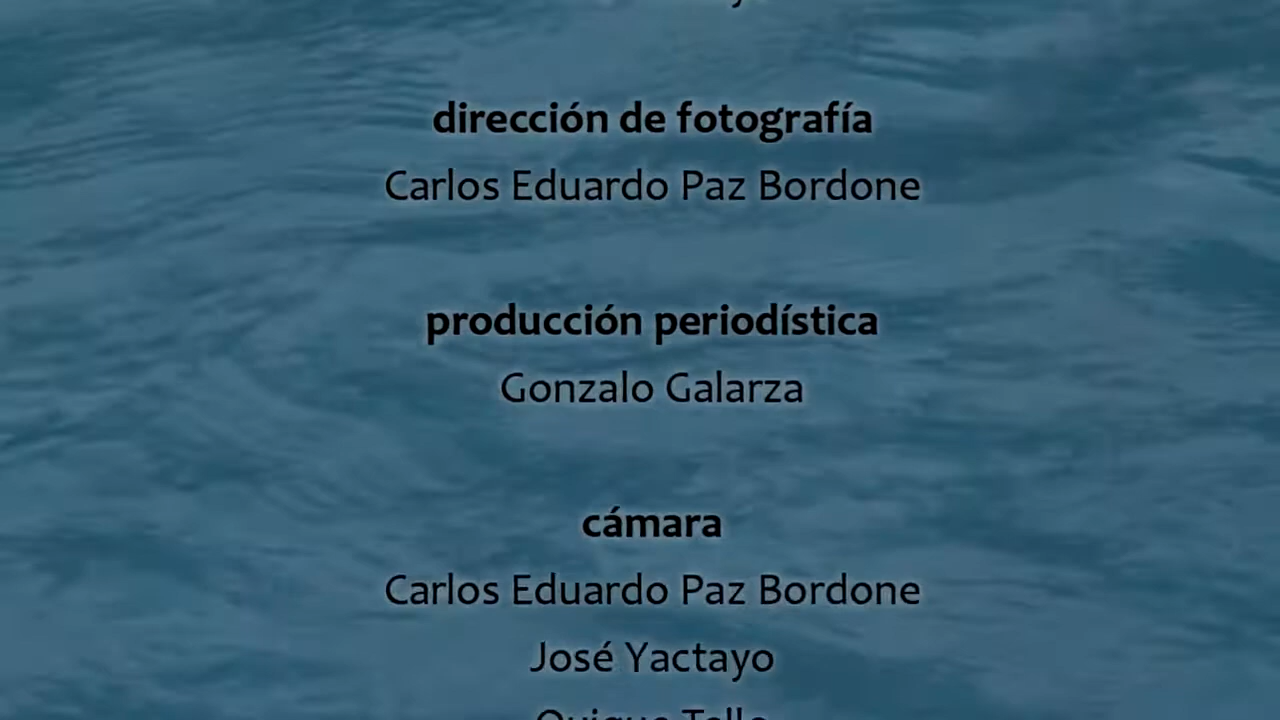 dirección de fotografía
Carlos Eduardo Paz Bordone
producción periodística
Gonzalo Galarza
cámara
Carlos Eduardo Paz Bordone
José Yactayo